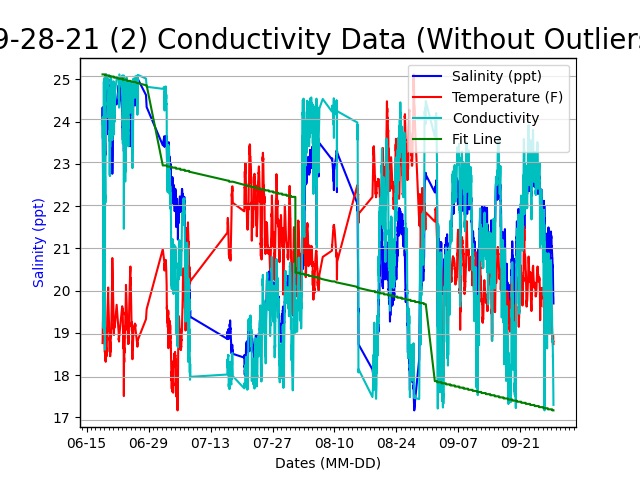 9-28-21 (2) Conductivity Data (Without Outliers
Salinity (ppt)
Temperature (F)
Conductivity
Fit Line
Salinity (ppt)
25
24
23
22
21
20
19
18
17
06-15 06-29 07-13 07-27 08-10 08-24 09-07 09-21
Dates (MM-DD)